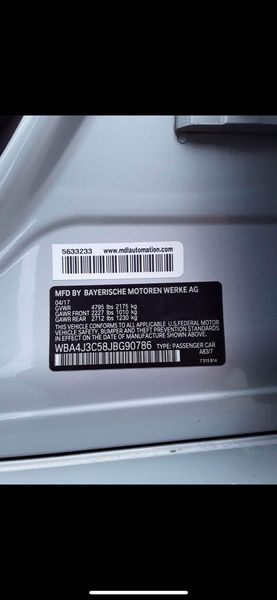 5633233
www.mdlautomation.com
MFD. BY BAYERISCHE MOTOREN WERKE AG
04/17
GVWR 4795 lbs 2175 kg
GAWR FRONT 2227 lbs 1010 kg
GAWR REAR 2712 lbs 1230 kg
THIS VEHICLE CONFORMS TO ALL APPLICABLE U.S. FEDERAL MOTOR
VEHICLE SAFETY, BUMPER AND THEFT PREVENTION STANDARDS
IN EFFECT ON THE DATE OF MANUFACTURE SHOWN ABOVE.
WBA4J3C58JBG90786 TYPE: PASSENGER CAR
A83/7
7 315 814